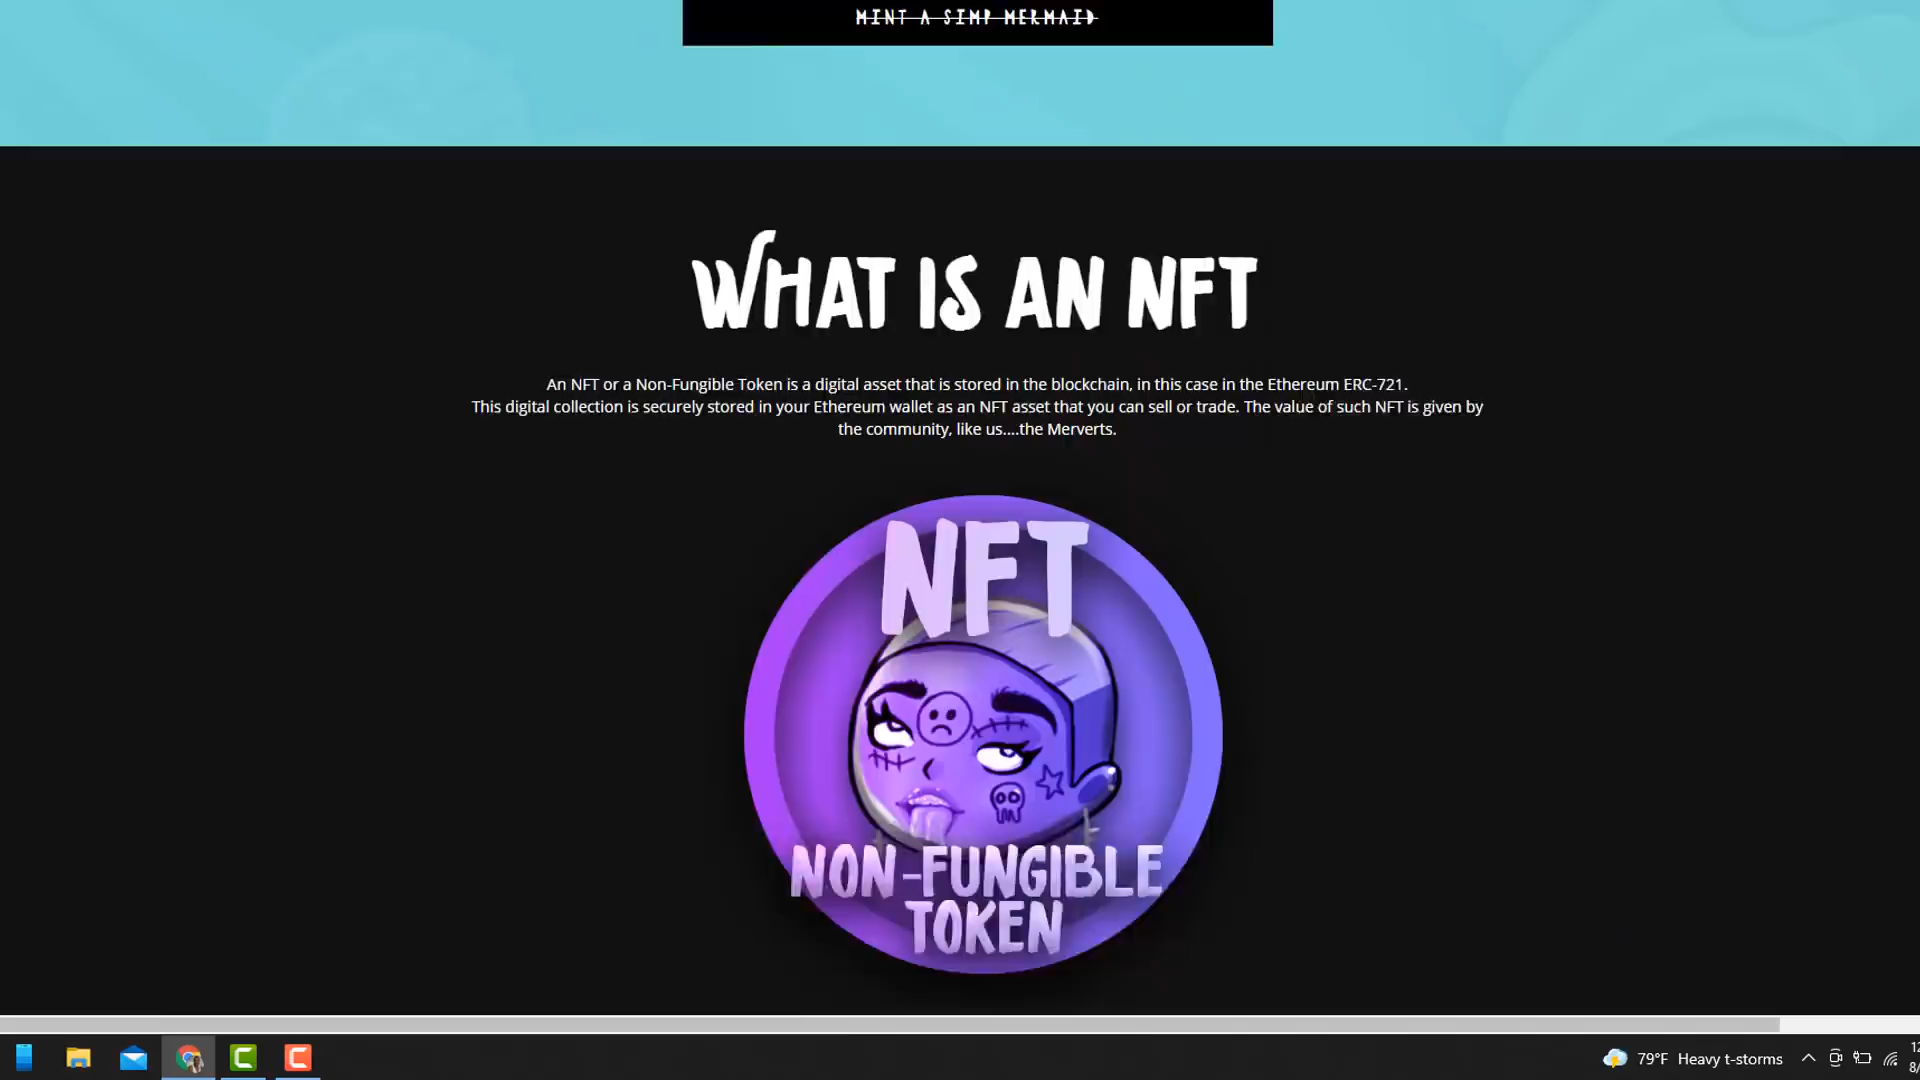 MINT A SIMP MERMAID
WHAT IS AN NFT
An NFT or a Non-Fungible Token is a digital asset that is stored in the blockchain, in this case in the Ethereum ERC-721.
This digital collection is securely stored in your Ethereum wallet as an NFT asset that you can sell or trade. The value of such NFT is given by
the community, like us....the Merverts.
NFT
NON-FUNGIBLE
TOKEN
79°F Heavy t-storms